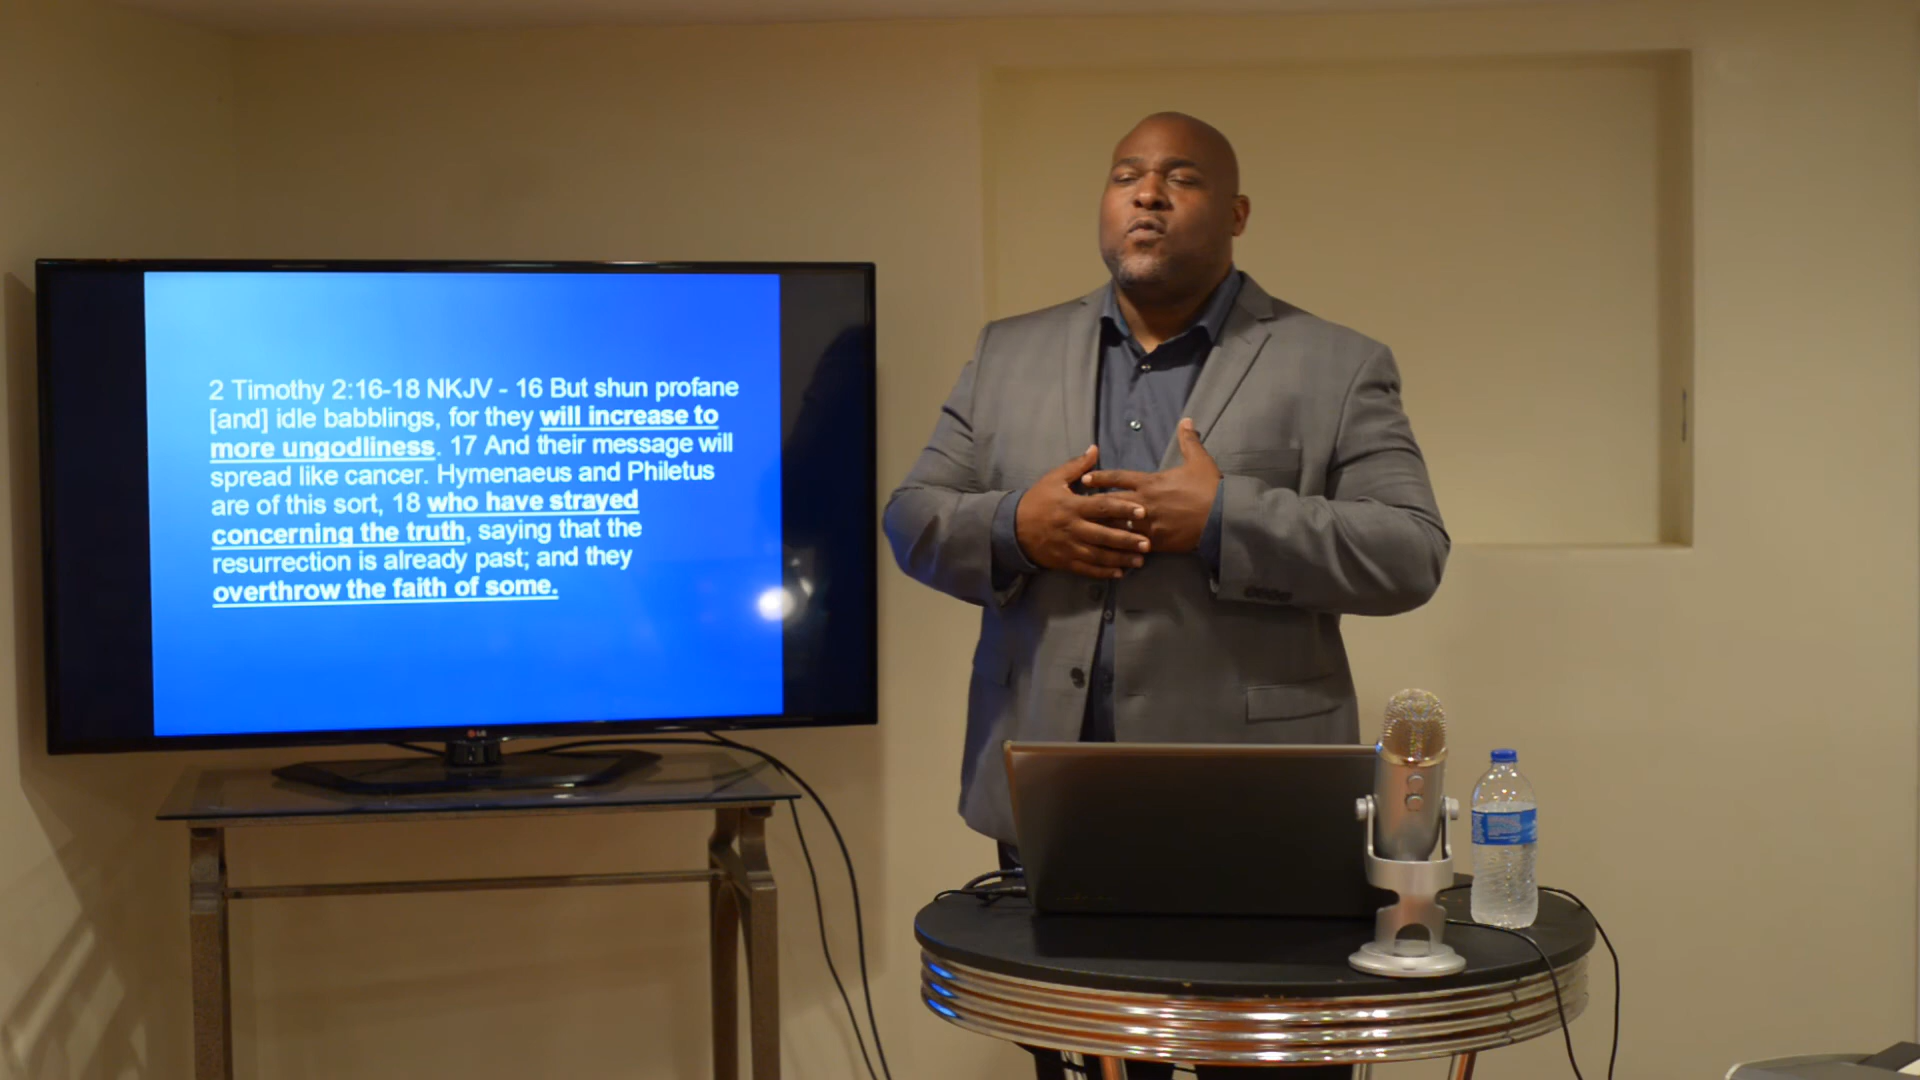 2 Timothy 2:16-18 NKJV - 16 But shun profane
[and] idle babblings, for they will increase to
more ungodliness. 17 And their message will
spread like cancer. Hymenaeus and Philetus
are of this sort, 18 who have strayed
concerning the truth, saying that the
resurrection is already past; and they
overthrow the faith of some.
LG